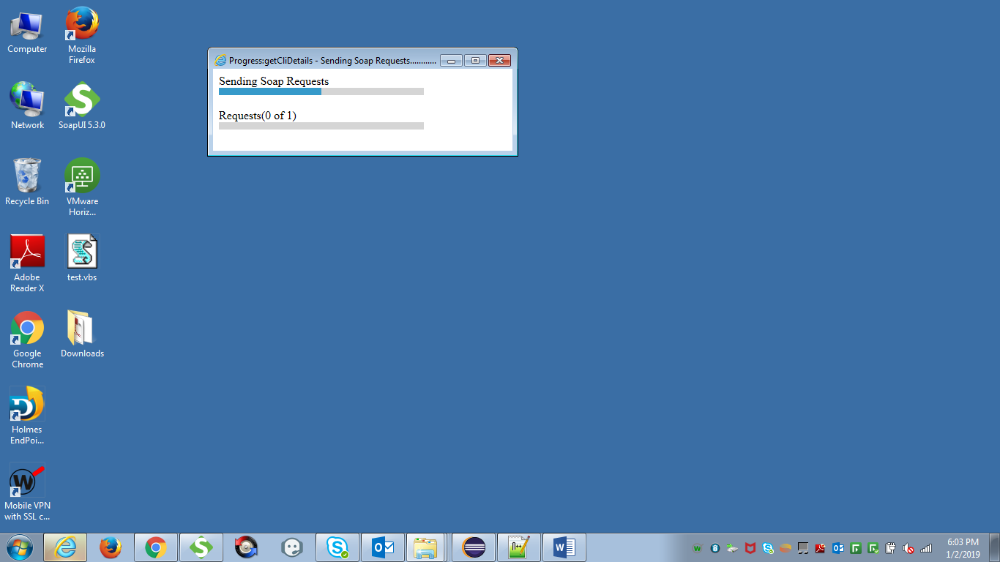 Computer
Mozilla
Firefox
Network
SoapUI 5.3.0
Recycle Bin
VMware
Horiz...
Adobe
Reader X
test.vbs
Google
Chrome
Downloads
Holmes
EndPoi...
Mobile VPN
with SSL c...
Progress:getCliDetails - Sending Soap Requests............
Sending Soap Requests
Requests(0 of 1)
6:03 PM
1/2/2019